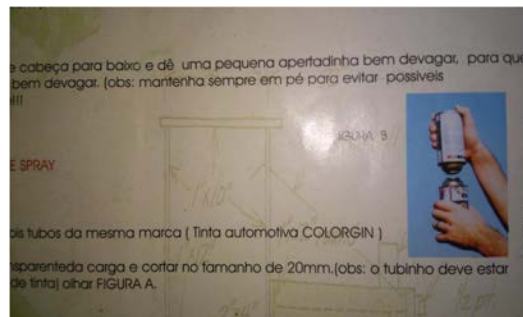 e cabeça para baixo e dê uma pequena apertadinha bem devagar, para que
bem devagar. (obs: mantenha sempre em pé para evitar possiveis
!!!
FIGURA B
E SPRAY
is tubos da mesma marca ( Tinta automotiva COLORGIN )
nsparenteda carga e cortar no tamanho de 20mm.(obs: o tubinho deve estar
de tinta) olhar FIGURA A.